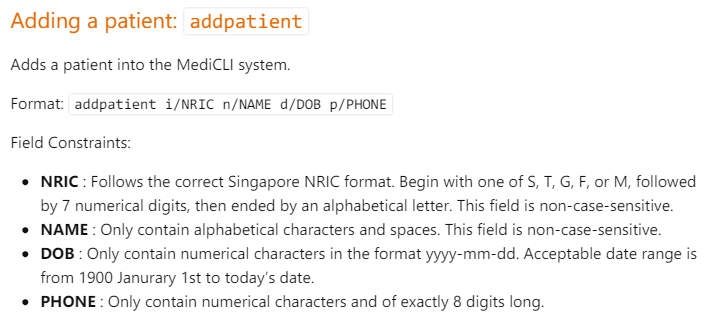 Adding a patient: addpatient
Adds a patient into the MediCLI system.
Format: addpatient i/NRIC n/NAME d/DOB p/PHONE
Field Constraints:
• NRIC : Follows the correct Singapore NRIC format. Begin with one of S, T, G, F, or M, followed
by 7 numerical digits, then ended by an alphabetical letter. This field is non-case-sensitive.
• NAME : Only contain alphabetical characters and spaces. This field is non-case-sensitive.
• DOB : Only contain numerical characters in the format yyyy-mm-dd. Acceptable date range is
from 1900 Janurary 1st to today’s date.
• PHONE : Only contain numerical characters and of exactly 8 digits long.